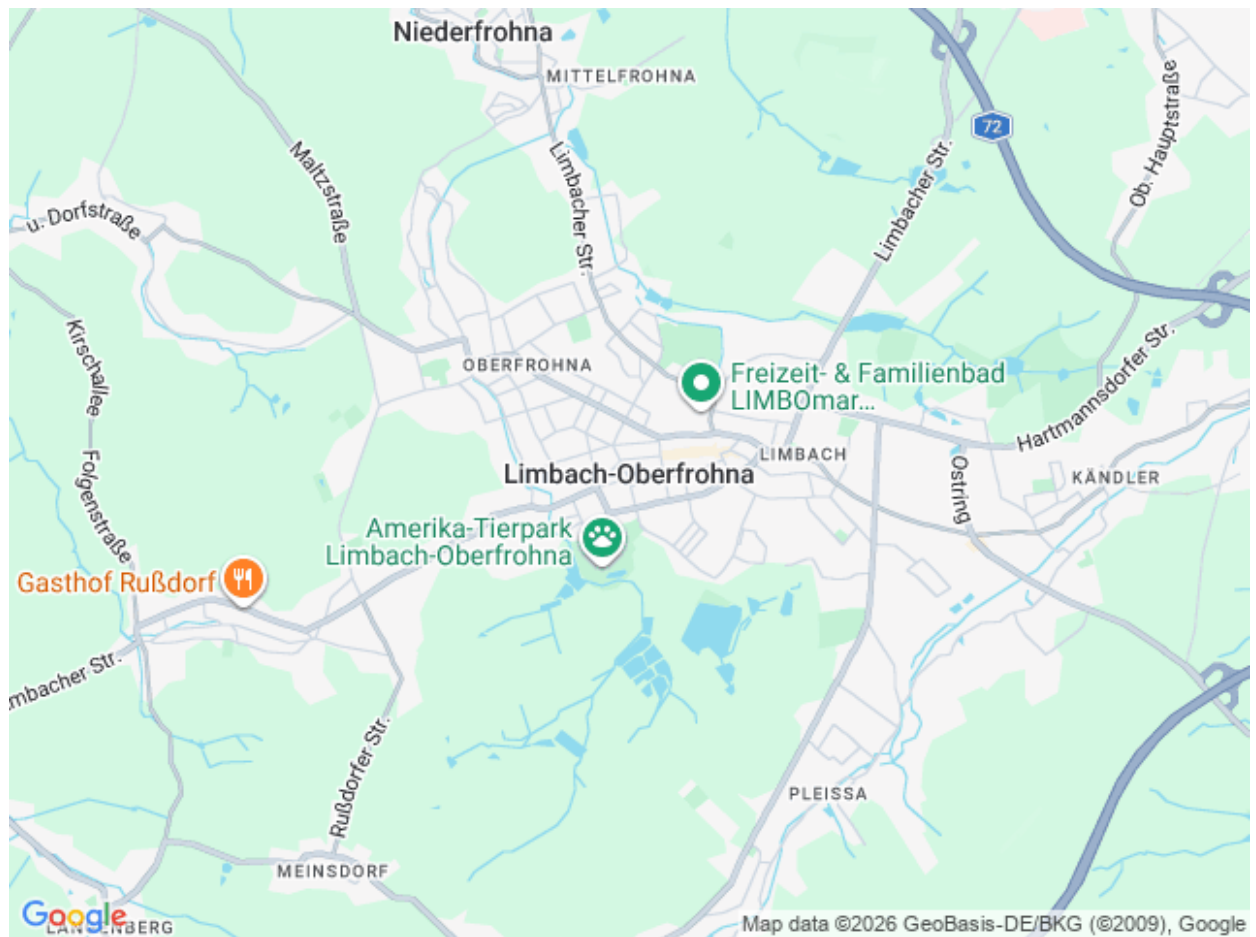 Niederfrohna
MITTELFROHNA
72
Ob. Hauptstraße
Maltzstraße
Limbacher Str.
Limbacher Str.
u. Dorfstraße
Kirschallee
Folgenstraße
OBERFROHNA
Freizeit- & Familienbad
LIMBOmar...
Hartmannsdorfer Str.
LIMBACH
Limbach-Oberfrohna
Ostring
KÄNDLER
Amerika-Tierpark
Limbach-Oberfrohna
Gasthof Rußdorf
mbacher Str.
Rußdorfer Str.
PLEISSA
MEINSDORF
Google
LANGENBERG
Map data ©2026 GeoBasis-DE/BKG (©2009), Google